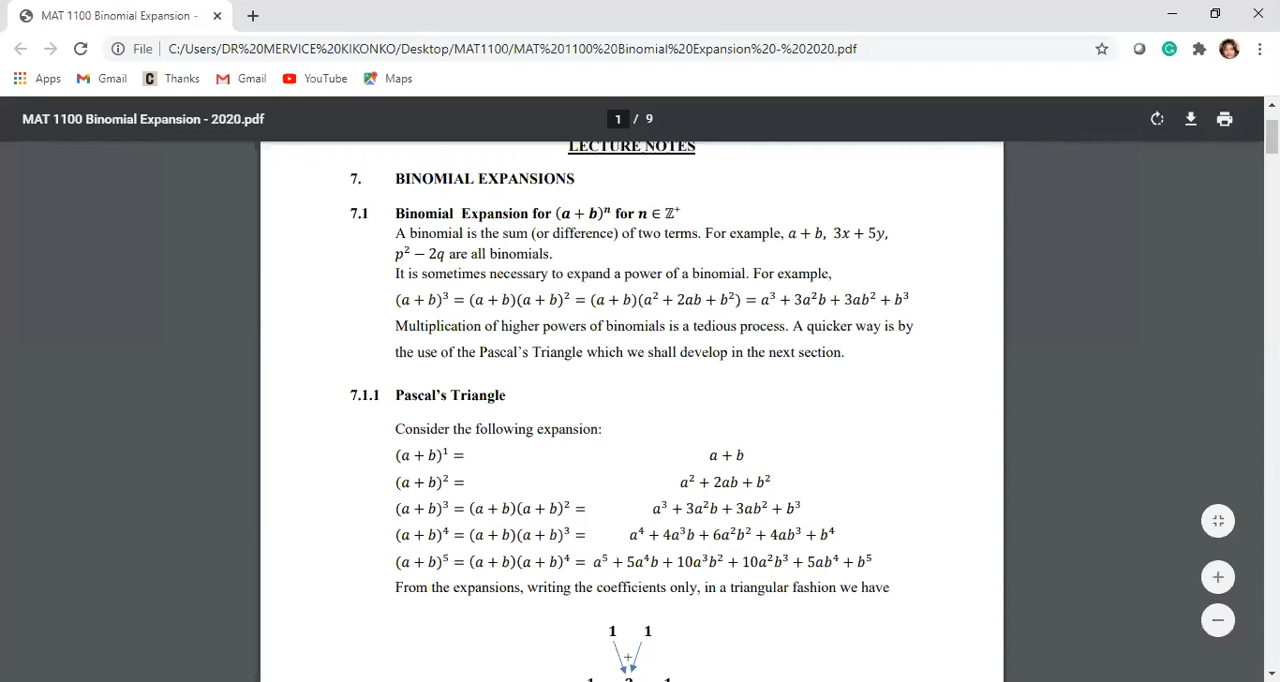 MAT 1100 Binomial Expansion -
File C:/Users/DR%20MERVICE%20KIKONKO/Desktop/MAT1100/MAT%201100%20Binomial%20Expansion%20-%202020.pdf
Apps Gmail Thanks Gmail YouTube Maps
MAT 1100 Binomial Expansion - 2020.pdf 1 / 9
LECTURE NOTES
7. BINOMIAL EXPANSIONS
7.1 Binomial Expansion for (a + b)ⁿ for n ∈ ℤ⁺
A binomial is the sum (or difference) of two terms. For example, a + b, 3x + 5y,
p² − 2q are all binomials.
It is sometimes necessary to expand a power of a binomial. For example,
(a + b)³ = (a + b)(a + b)² = (a + b)(a² + 2ab + b²) = a³ + 3a²b + 3ab² + b³
Multiplication of higher powers of binomials is a tedious process. A quicker way is by
the use of the Pascal's Triangle which we shall develop in the next section.
7.1.1 Pascal's Triangle
Consider the following expansion:
(a + b)¹ = a + b
(a + b)² = a² + 2ab + b²
(a + b)³ = (a + b)(a + b)² = a³ + 3a²b + 3ab² + b³
(a + b)⁴ = (a + b)(a + b)³ = a⁴ + 4a³b + 6a²b² + 4ab³ + b⁴
(a + b)⁵ = (a + b)(a + b)⁴ = a⁵ + 5a⁴b + 10a³b² + 10a²b³ + 5ab⁴ + b⁵
From the expansions, writing the coefficients only, in a triangular fashion we have
1 1
+